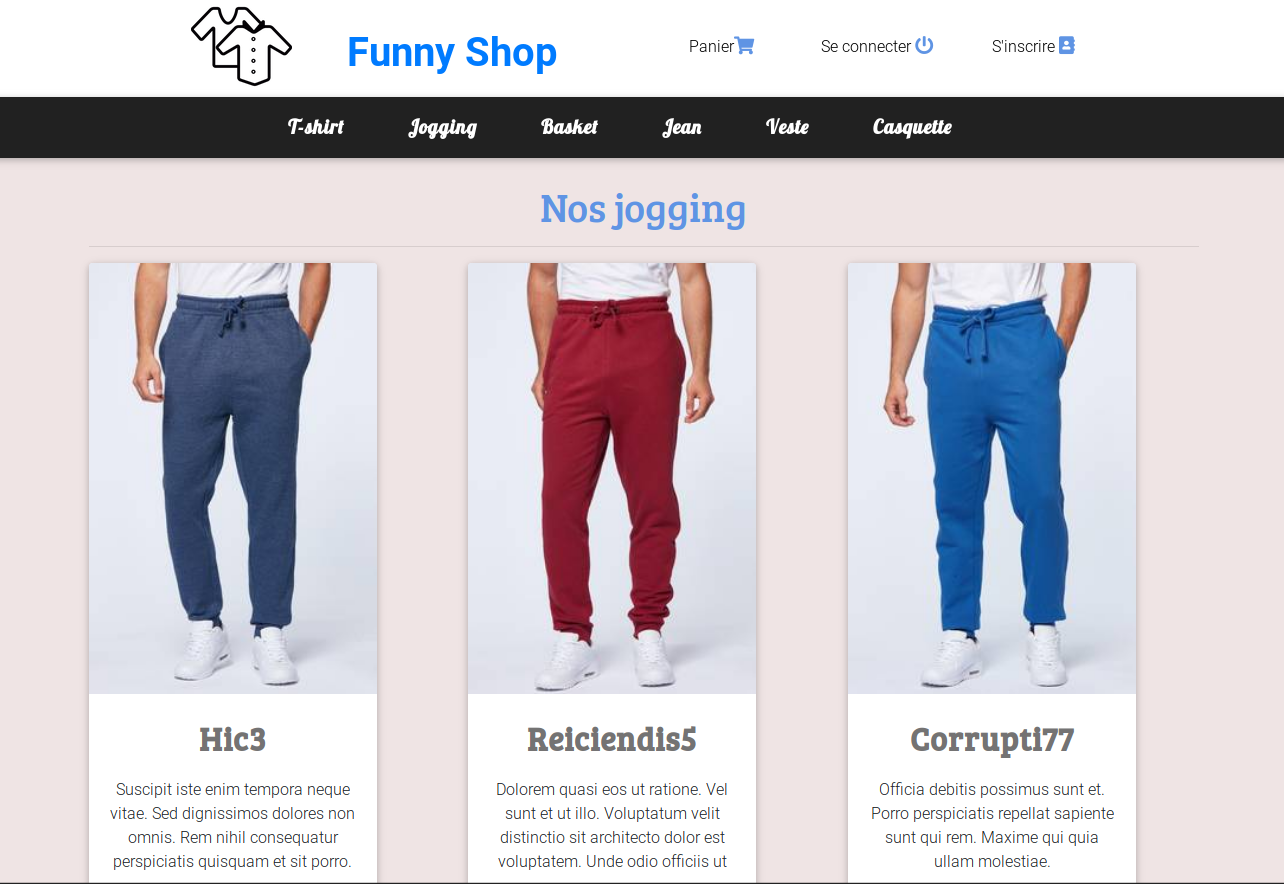 Funny Shop
Panier
Se connecter
S'inscrire
T-shirt
Jogging
Basket
Jean
Veste
Casquette
Nos jogging
Hic3
Suscipit iste enim tempora neque
vitae. Sed dignissimos dolores non
omnis. Rem nihil consequatur
perspiciatis quisquam et sit porro.
Reiciendis5
Dolorem quasi eos ut ratione. Vel
sunt et ut illo. Voluptatum velit
distinctio sit architecto dolor est
voluptatem. Unde odio officiis ut
Corrupti77
Officia debitis possimus sunt et.
Porro perspiciatis repellat sapiente
sunt qui rem. Maxime qui quia
ullam molestiae.